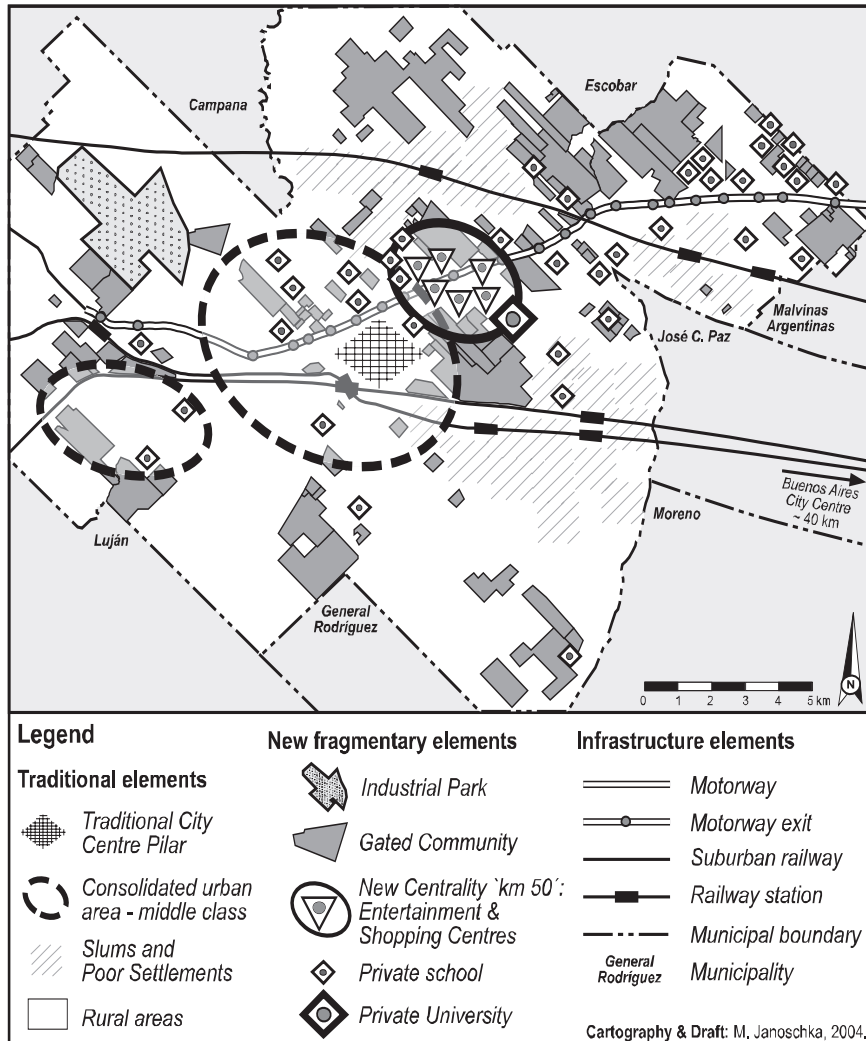 Campana
Escobar
Malvinas
Argentinas
José C. Paz
Buenos Aires
City Centre
~ 40 km
Moreno
Luján
General
Rodríguez
N
0 1 2 3 4 5 km
Legend
Traditional elements
Traditional City
Centre Pilar
Consolidated urban
area - middle class
Slums and
Poor Settlements
Rural areas
New fragmentary elements
Industrial Park
Gated Community
New Centrality `km 50´:
Entertainment &
Shopping Centres
Private school
Private University
Infrastructure elements
Motorway
Motorway exit
Suburban railway
Railway station
Municipal boundary
General
Rodríguez
Municipality
Cartography & Draft: M. Janoschka, 2004.